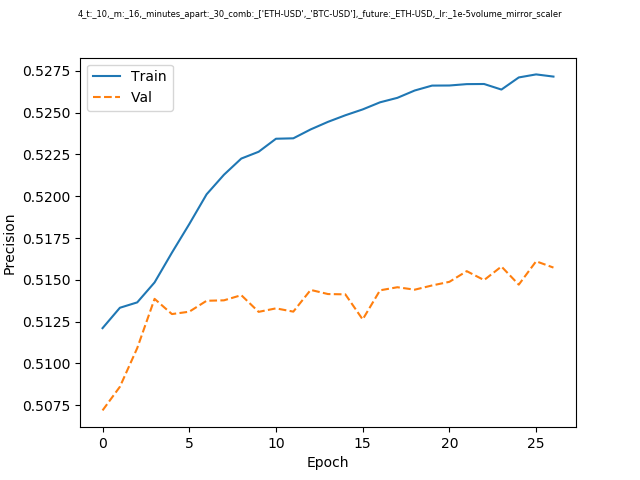 4_t:_10,_m:_16,_minutes_apart:_30_comb:_['ETH-USD',_'BTC-USD'],_future:_ETH-USD,_lr:_1e-5volume_mirror_scaler
Train
Val
0.5275
0.5250
0.5225
0.5200
0.5175
0.5150
0.5125
0.5100
0.5075
Precision
0 5 10 15 20 25
Epoch